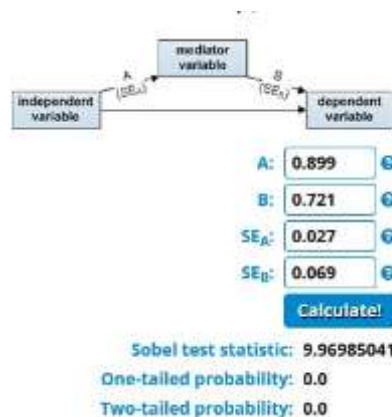 mediator
variable
A
(SEA)
B
(SEB)
independent
variable
dependent
variable
A: 0.899
B: 0.721
SEA: 0.027
SEB: 0.069
Calculate!
Sobel test statistic: 9.96985041
One-tailed probability: 0.0
Two-tailed probability: 0.0